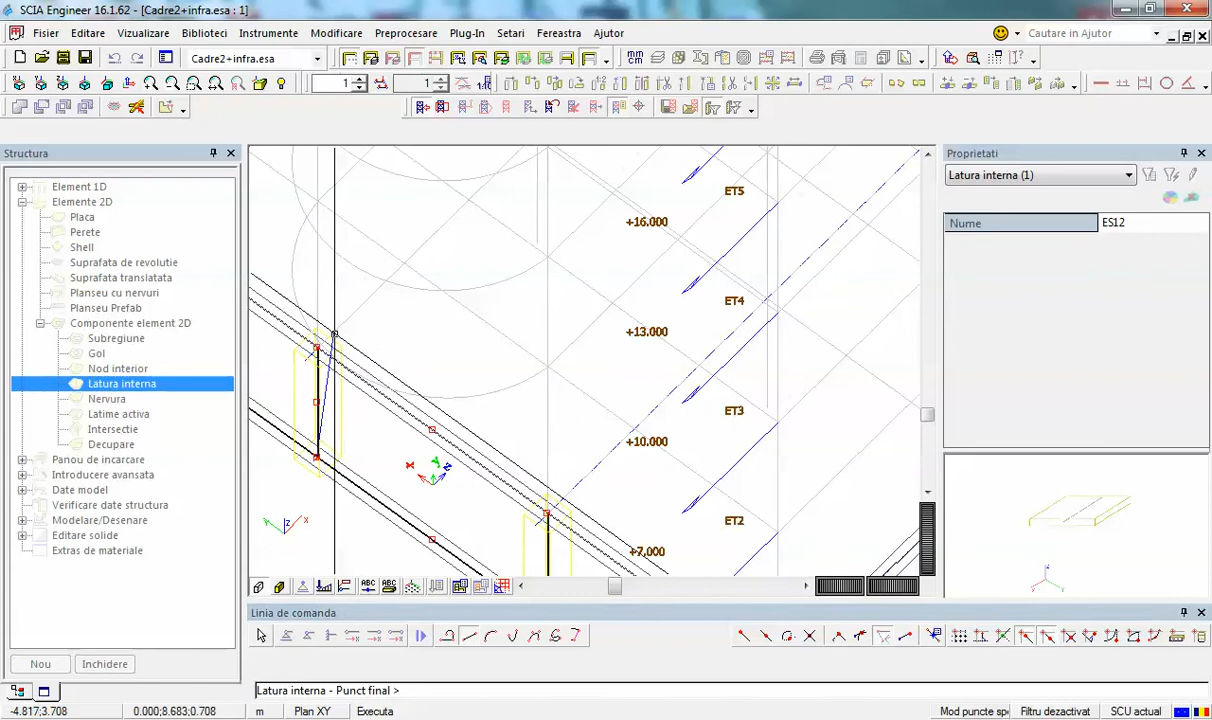 SCIA Engineer 16.1.62 - [Cadre2+infra.esa : 1]
Fisier Editare Vizualizare Biblioteci Instrumente Modificare Preprocesare Plug-In Setari Fereastra Ajutor
Cautare in Ajutor
Cadre2+infra.esa
1 1
Structura
Element 1D
Elemente 2D
Placa
Perete
Shell
Suprafata de revolutie
Suprafata translatata
Planseu cu nervuri
Planseu Prefab
Componente element 2D
Subregiune
Gol
Nod interior
Latura interna
Nervura
Latime activa
Intersectie
Decupare
Panou de incarcare
Introducere avansata
Date model
Verificare date structura
Modelare/Desenare
Editare solide
Extras de materiale
Nou Inchidere
ET5
+16.000
ET4
+13.000
ET3
+10.000
ET2
+7.000
X Y Z
Y Z X
ABC ABC
Proprietati
Latura interna (1)
Nume ES12
Linia de comanda
Latura interna - Punct final >
-4.817;3.708 0.000;8.683;0.708 m Plan XY Executa Mod puncte sp Filtru dezactivat SCU actual